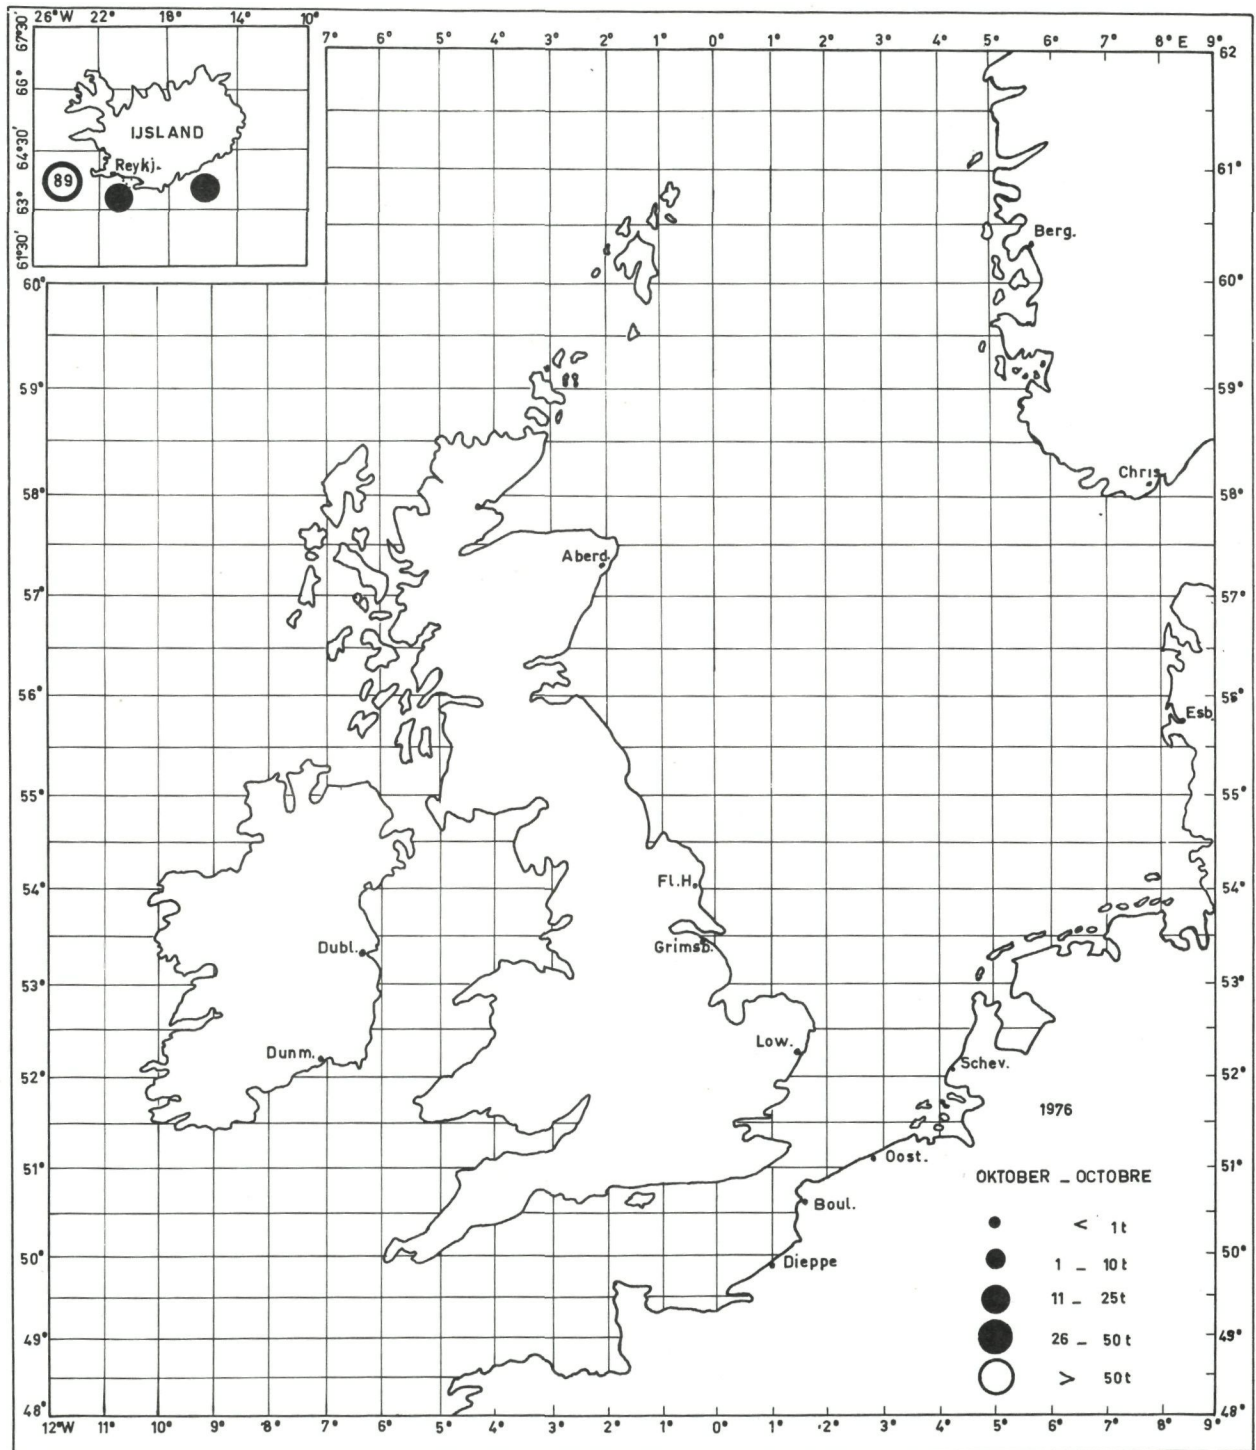 26°W 22° 18° 14° 10°
67°30'
66°
64°30'
63°
61°30'
IJSLAND
Reykj.
89
7° 6° 5° 4° 3° 2° 1° 0° 1° 2° 3° 4° 5° 6° 7° 8° E 9°
62
61°
60°
59°
58°
57°
56°
55°
54°
53°
52°
51°
50°
49°
48°
60°
59°
58°
57°
56°
55°
54°
53°
52°
51°
50°
49°
48°
Berg.
Chris
Aberd.
Esb
Fl.H.
Grimsb.
Dubl.
Dunm.
Low.
Schev.
Oost.
Boul.
Dieppe
1976
OKTOBER _ OCTOBRE
< 1t
1 _ 10t
11 _ 25t
26 _ 50t
> 50t
12°W 11° 10° 9° 8° 7° 6° 5° 4° 3° 2° 1° 0° 1° 2° 3° 4° 5° 6° 7° 8° 9°